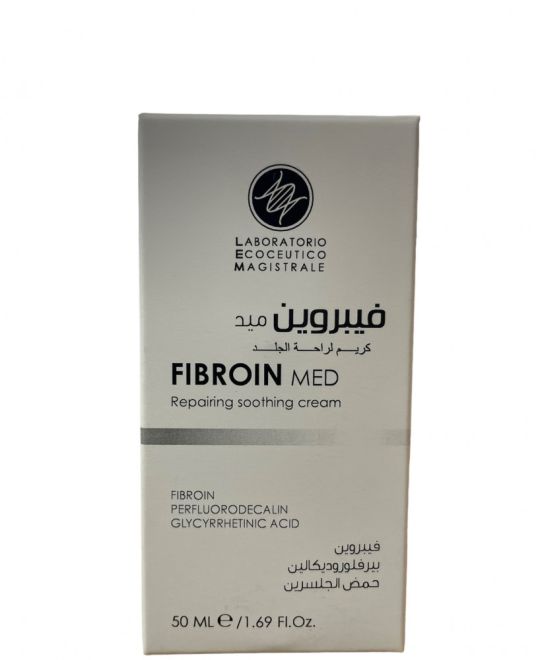 LABORATORIO
ECOCEUTICO
MAGISTRALE
فيبروين ميد
كريم لراحة الجلد
FIBROIN MED
Repairing soothing cream
FIBROIN
PERFLUORODECALIN
GLYCYRRHETINIC ACID
فيبروين
بيرفلوروديكالين
حمض الجلسرين
50 ML ℮ /1.69 Fl.Oz.